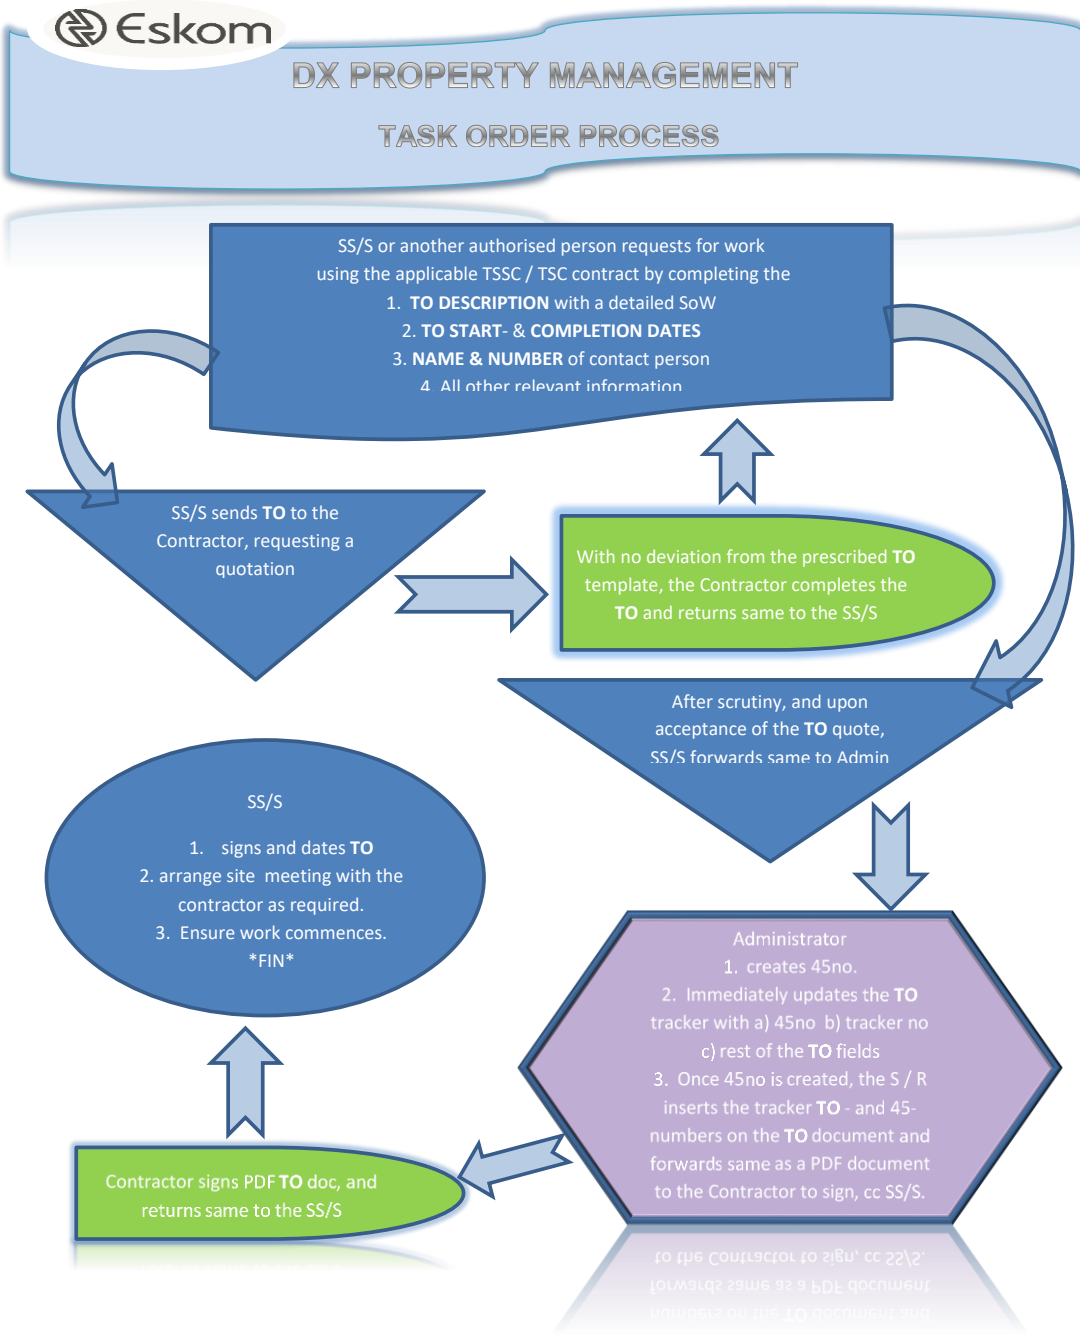 Eskom
DX PROPERTY MANAGEMENT
TASK ORDER PROCESS
SS/S or another authorised person requests for work
using the applicable TSSC / TSC contract by completing the
1. TO DESCRIPTION with a detailed SoW
2. TO START- & COMPLETION DATES
3. NAME & NUMBER of contact person
4. All other relevant information
SS/S sends TO to the
Contractor, requesting a
quotation
With no deviation from the prescribed TO
template, the Contractor completes the
TO and returns same to the SS/S
After scrutiny, and upon
acceptance of the TO quote,
SS/S forwards same to Admin
SS/S
1. signs and dates TO
2. arrange site meeting with the
contractor as required.
3. Ensure work commences.
*FIN*
Administrator
1. creates 45no.
2. Immediately updates the TO
tracker with a) 45no b) tracker no
c) rest of the TO fields
3. Once 45no is created, the S / R
inserts the tracker TO - and 45-
numbers on the TO document and
forwards same as a PDF document
to the Contractor to sign, cc SS/S.
Contractor signs PDF TO doc, and
returns same to the SS/S